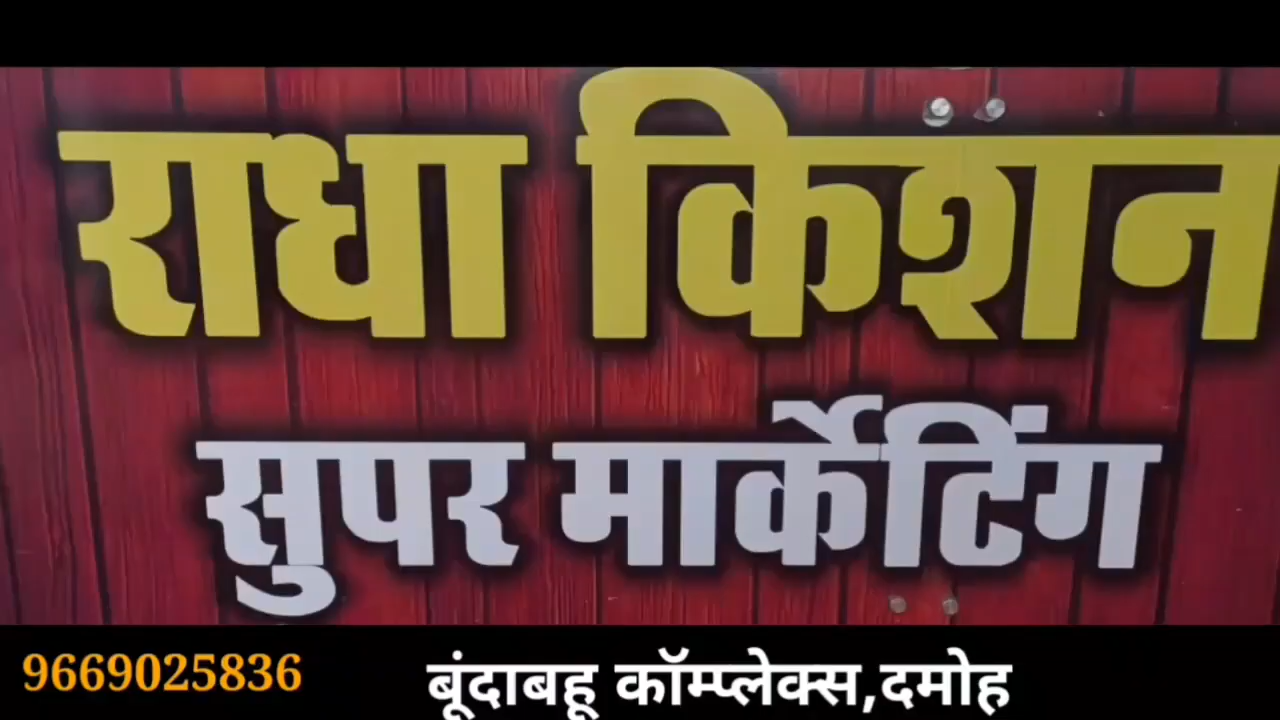 राधा किशन
सुपर मार्केटिंग
9669025836 बूंदाबहू कॉम्प्लेक्स,दमोह